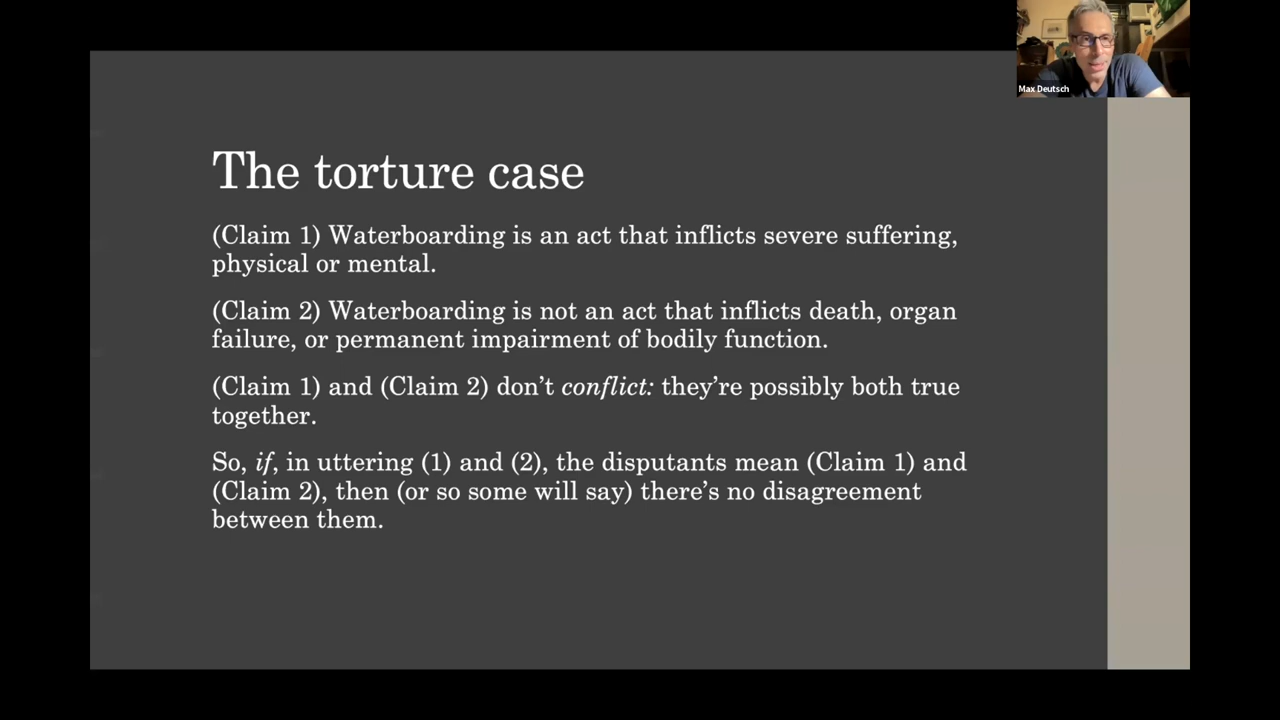 Max Deutsch
The torture case
(Claim 1) Waterboarding is an act that inflicts severe suffering,
physical or mental.
(Claim 2) Waterboarding is not an act that inflicts death, organ
failure, or permanent impairment of bodily function.
(Claim 1) and (Claim 2) don’t conflict: they’re possibly both true
together.
So, if, in uttering (1) and (2), the disputants mean (Claim 1) and
(Claim 2), then (or so some will say) there’s no disagreement
between them.